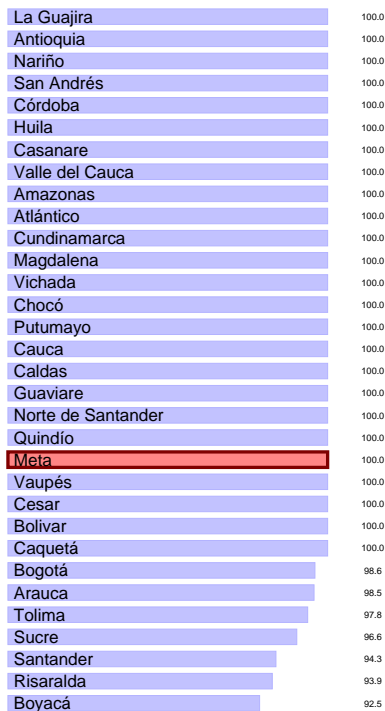 La Guajira 100.0
Antioquia 100.0
Nariño 100.0
San Andrés 100.0
Córdoba 100.0
Huila 100.0
Casanare 100.0
Valle del Cauca 100.0
Amazonas 100.0
Atlántico 100.0
Cundinamarca 100.0
Magdalena 100.0
Vichada 100.0
Chocó 100.0
Putumayo 100.0
Cauca 100.0
Caldas 100.0
Guaviare 100.0
Norte de Santander 100.0
Quindío 100.0
Meta 100.0
Vaupés 100.0
Cesar 100.0
Bolivar 100.0
Caquetá 100.0
Bogotá 98.6
Arauca 98.5
Tolima 97.8
Sucre 96.6
Santander 94.3
Risaralda 93.9
Boyacá 92.5